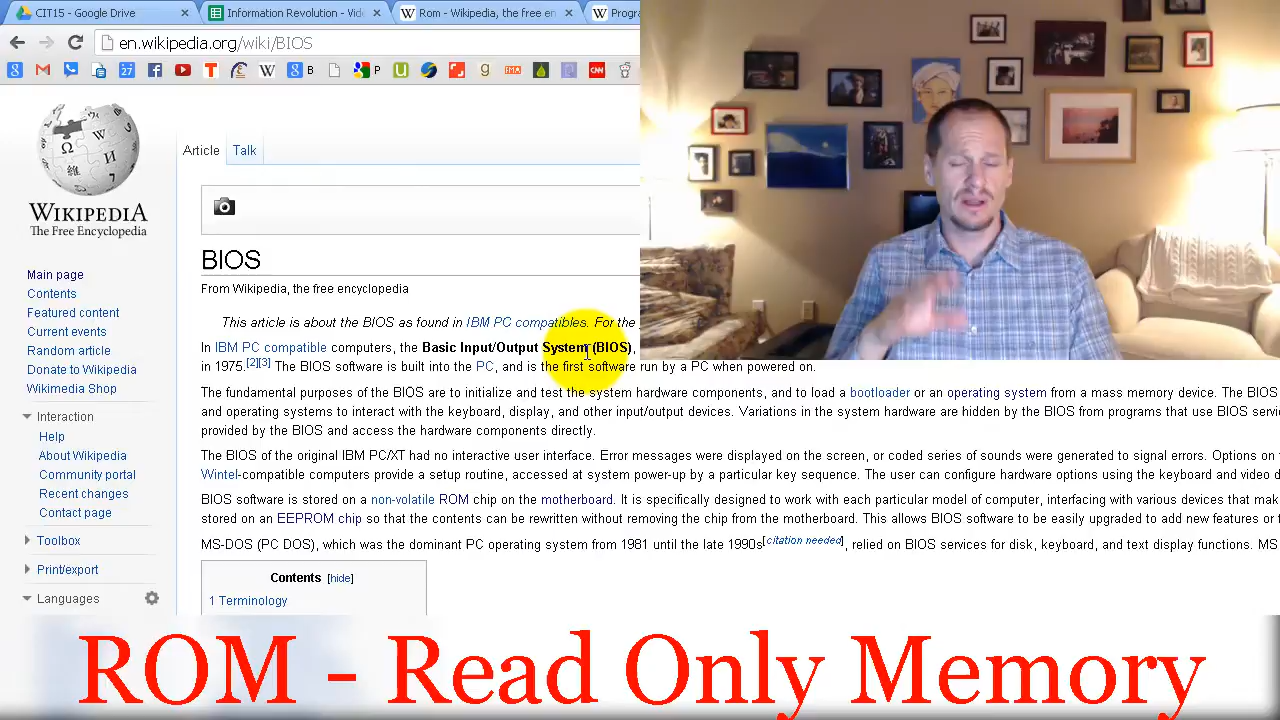 CIT15 - Google Drive
Information Revolution - Vid
Rom - Wikipedia, the free en
Progr
en.wikipedia.org/wiki/BIOS
WIKIPEDIA
The Free Encyclopedia
Main page
Contents
Featured content
Current events
Random article
Donate to Wikipedia
Wikimedia Shop
Interaction
Help
About Wikipedia
Community portal
Recent changes
Contact page
Toolbox
Print/export
Languages
Article Talk
BIOS
From Wikipedia, the free encyclopedia
This article is about the BIOS as found in IBM PC compatibles. For the
In IBM PC compatible computers, the Basic Input/Output System (BIOS),
in 1975.[2][3] The BIOS software is built into the PC, and is the first software run by a PC when powered on.
The fundamental purposes of the BIOS are to initialize and test the system hardware components, and to load a bootloader or an operating system from a mass memory device. The BIOS
and operating systems to interact with the keyboard, display, and other input/output devices. Variations in the system hardware are hidden by the BIOS from programs that use BIOS servi
provided by the BIOS and access the hardware components directly.
The BIOS of the original IBM PC/XT had no interactive user interface. Error messages were displayed on the screen, or coded series of sounds were generated to signal errors. Options on
Wintel-compatible computers provide a setup routine, accessed at system power-up by a particular key sequence. The user can configure hardware options using the keyboard and video d
BIOS software is stored on a non-volatile ROM chip on the motherboard. It is specifically designed to work with each particular model of computer, interfacing with various devices that mak
stored on an EEPROM chip so that the contents can be rewritten without removing the chip from the motherboard. This allows BIOS software to be easily upgraded to add new features or
MS-DOS (PC DOS), which was the dominant PC operating system from 1981 until the late 1990s[citation needed], relied on BIOS services for disk, keyboard, and text display functions. MS
Contents [hide]
1 Terminology
ROM - Read Only Memory